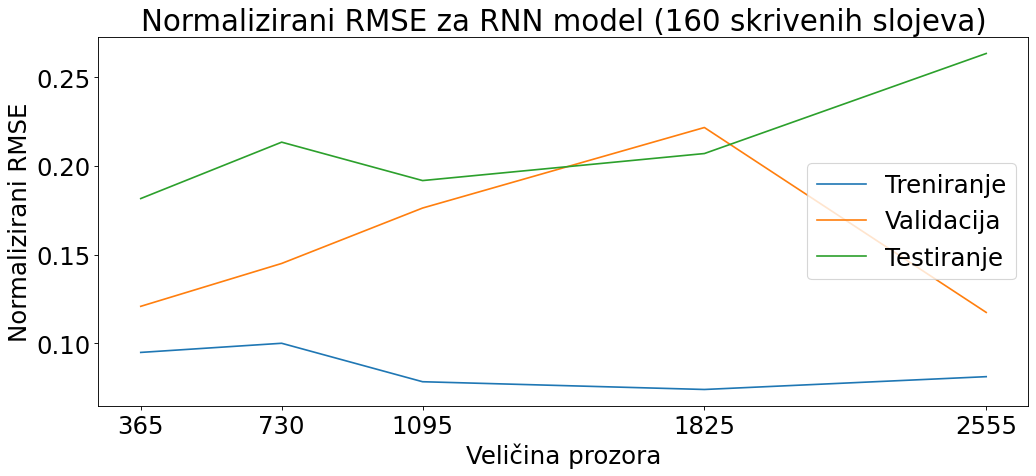 Normalizirani RMSE za RNN model (160 skrivenih slojeva)
Normalizirani RMSE
0.25
0.20
0.15
0.10
Treniranje
Validacija
Testiranje
365 730 1095 1825 2555
Veličina prozora